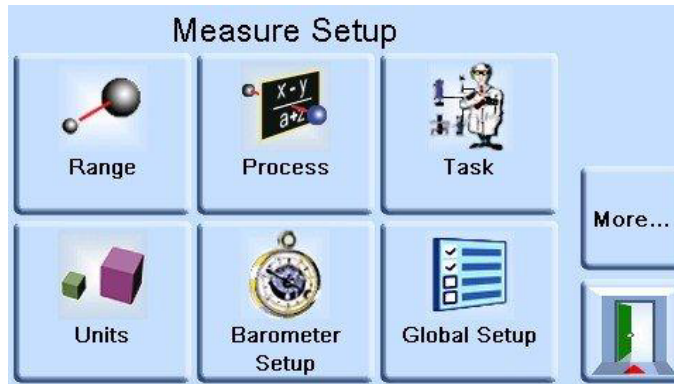 Measure Setup
x-y
a+z
Range
Process
Task
More...
Units
Barometer
Setup
Global Setup